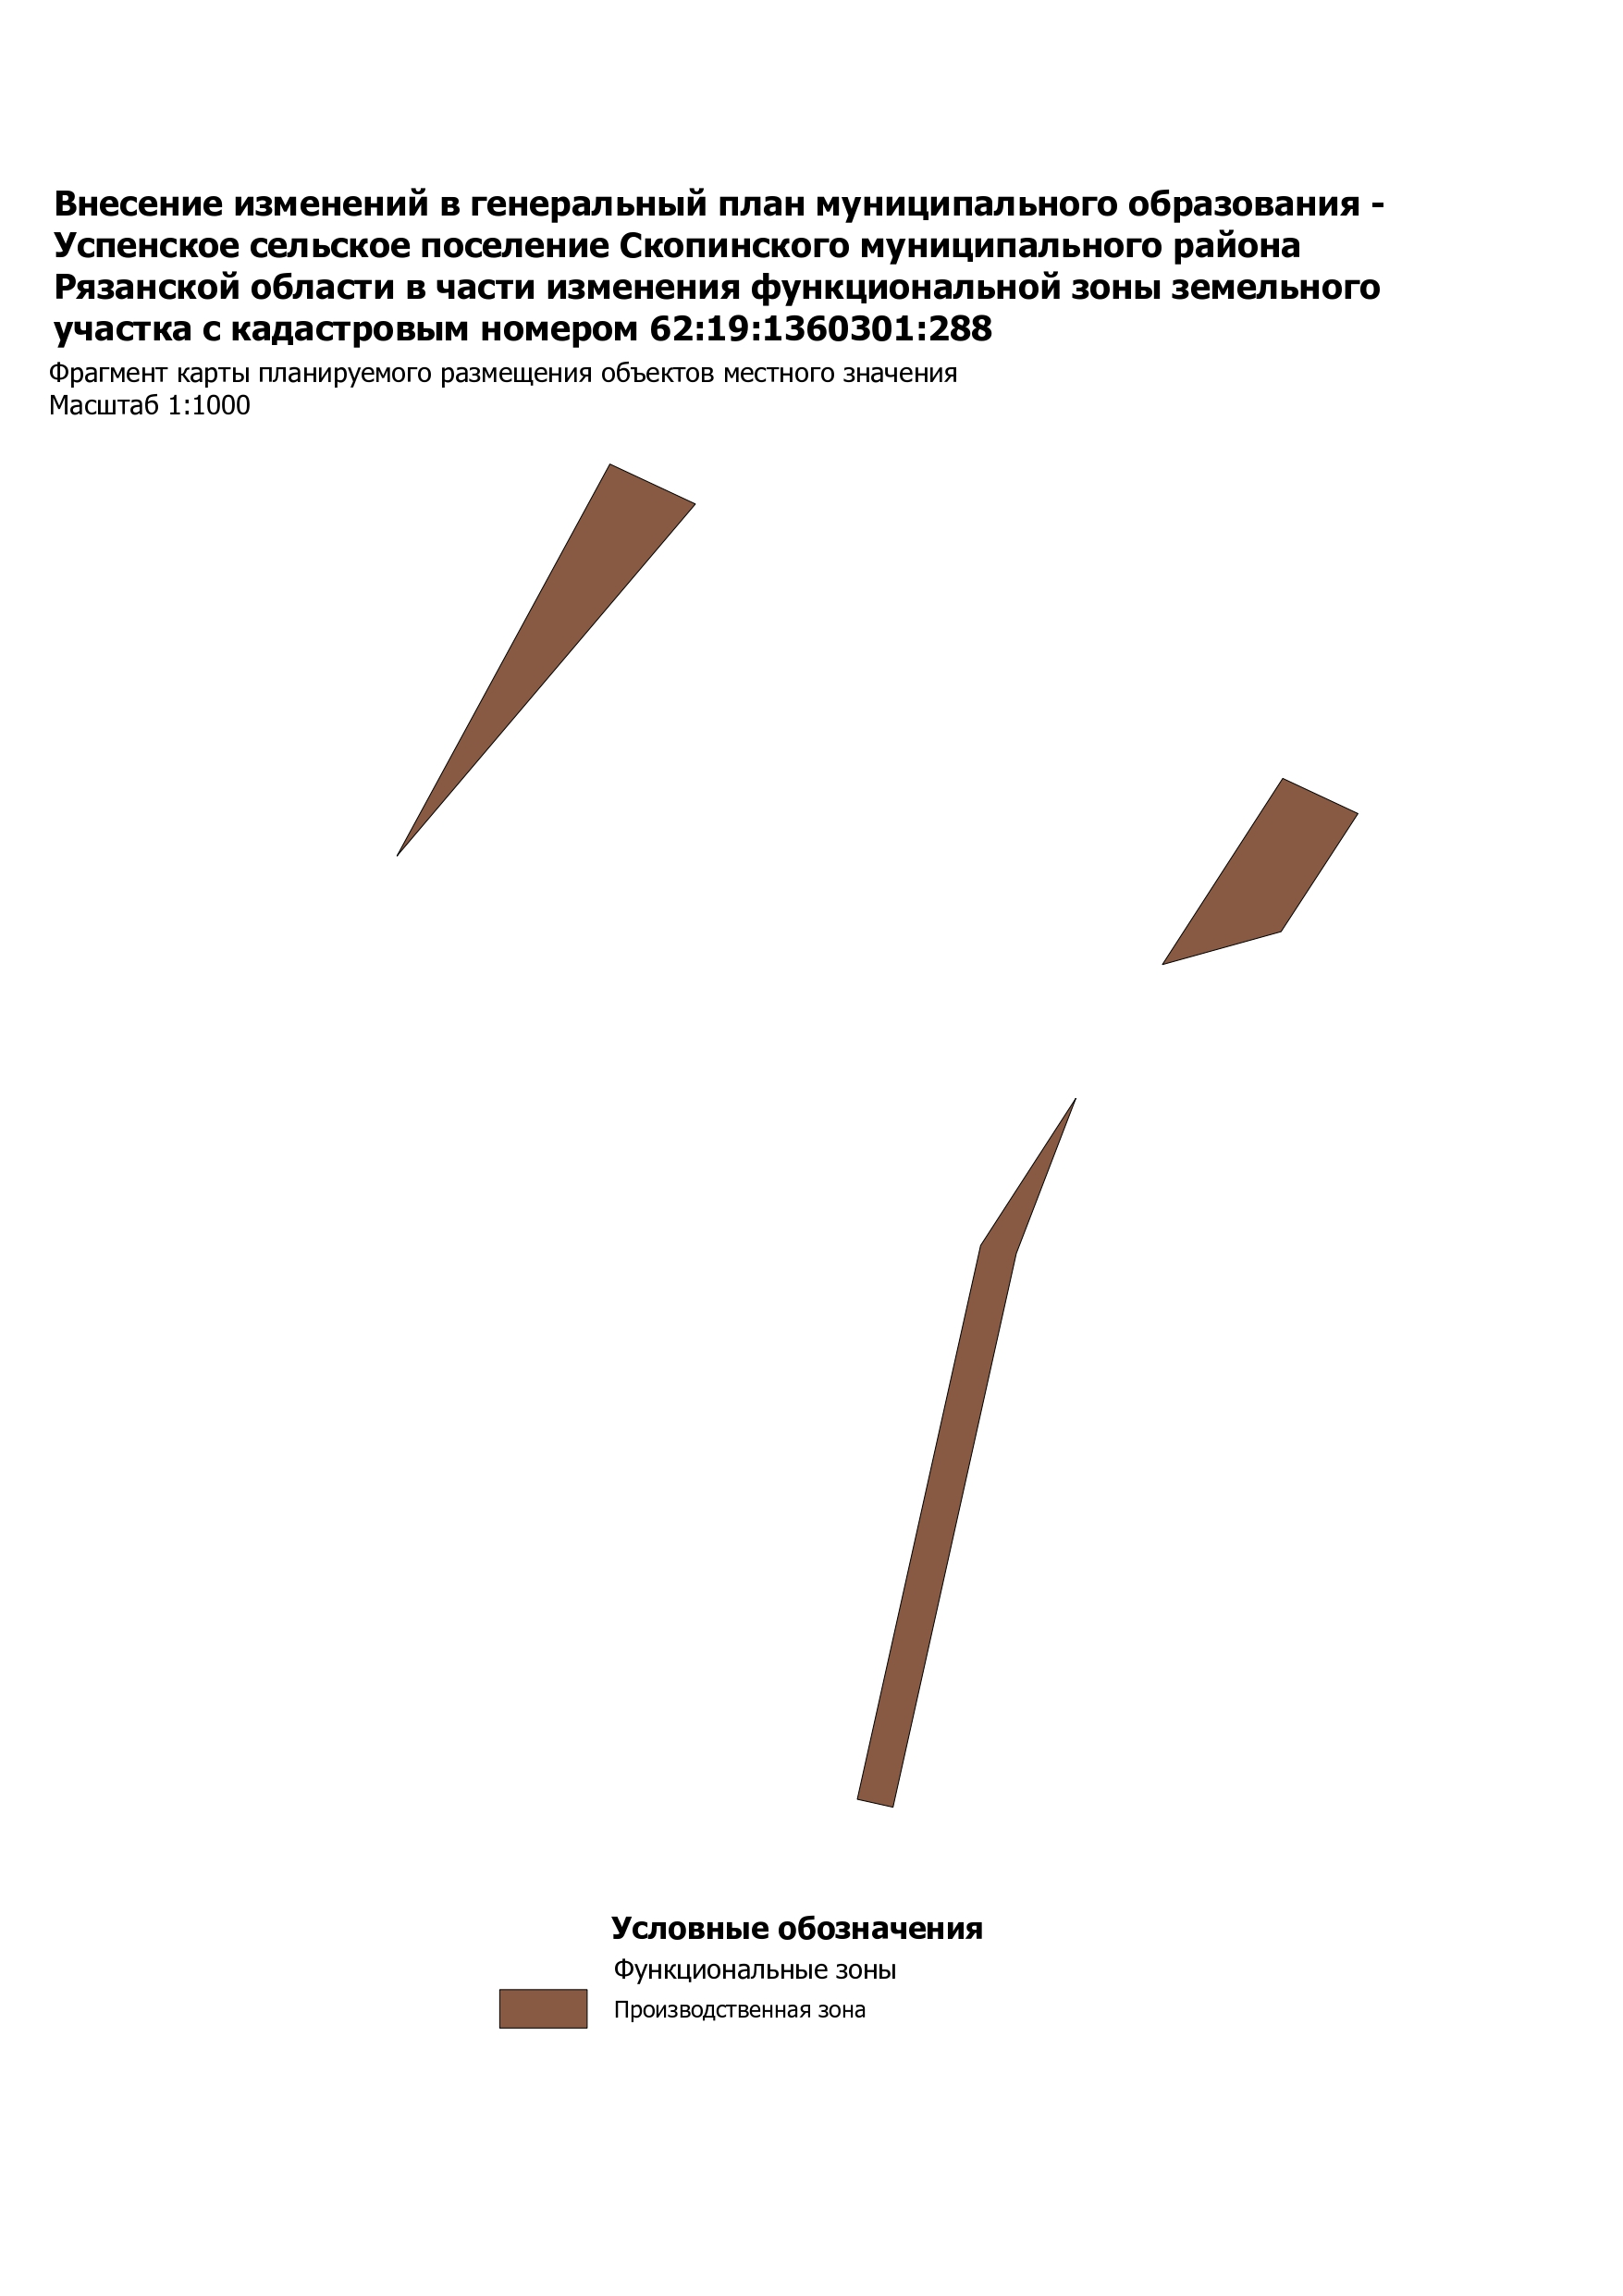 Внесение изменений в генеральный план муниципального образования -
Успенское сельское поселение Скопинского муниципального района
Рязанской области в части изменения функциональной зоны земельного
участка с кадастровым номером 62:19:1360301:288
Фрагмент карты планируемого размещения объектов местного значения
Масштаб 1:1000
Условные обозначения
Функциональные зоны
Производственная зона